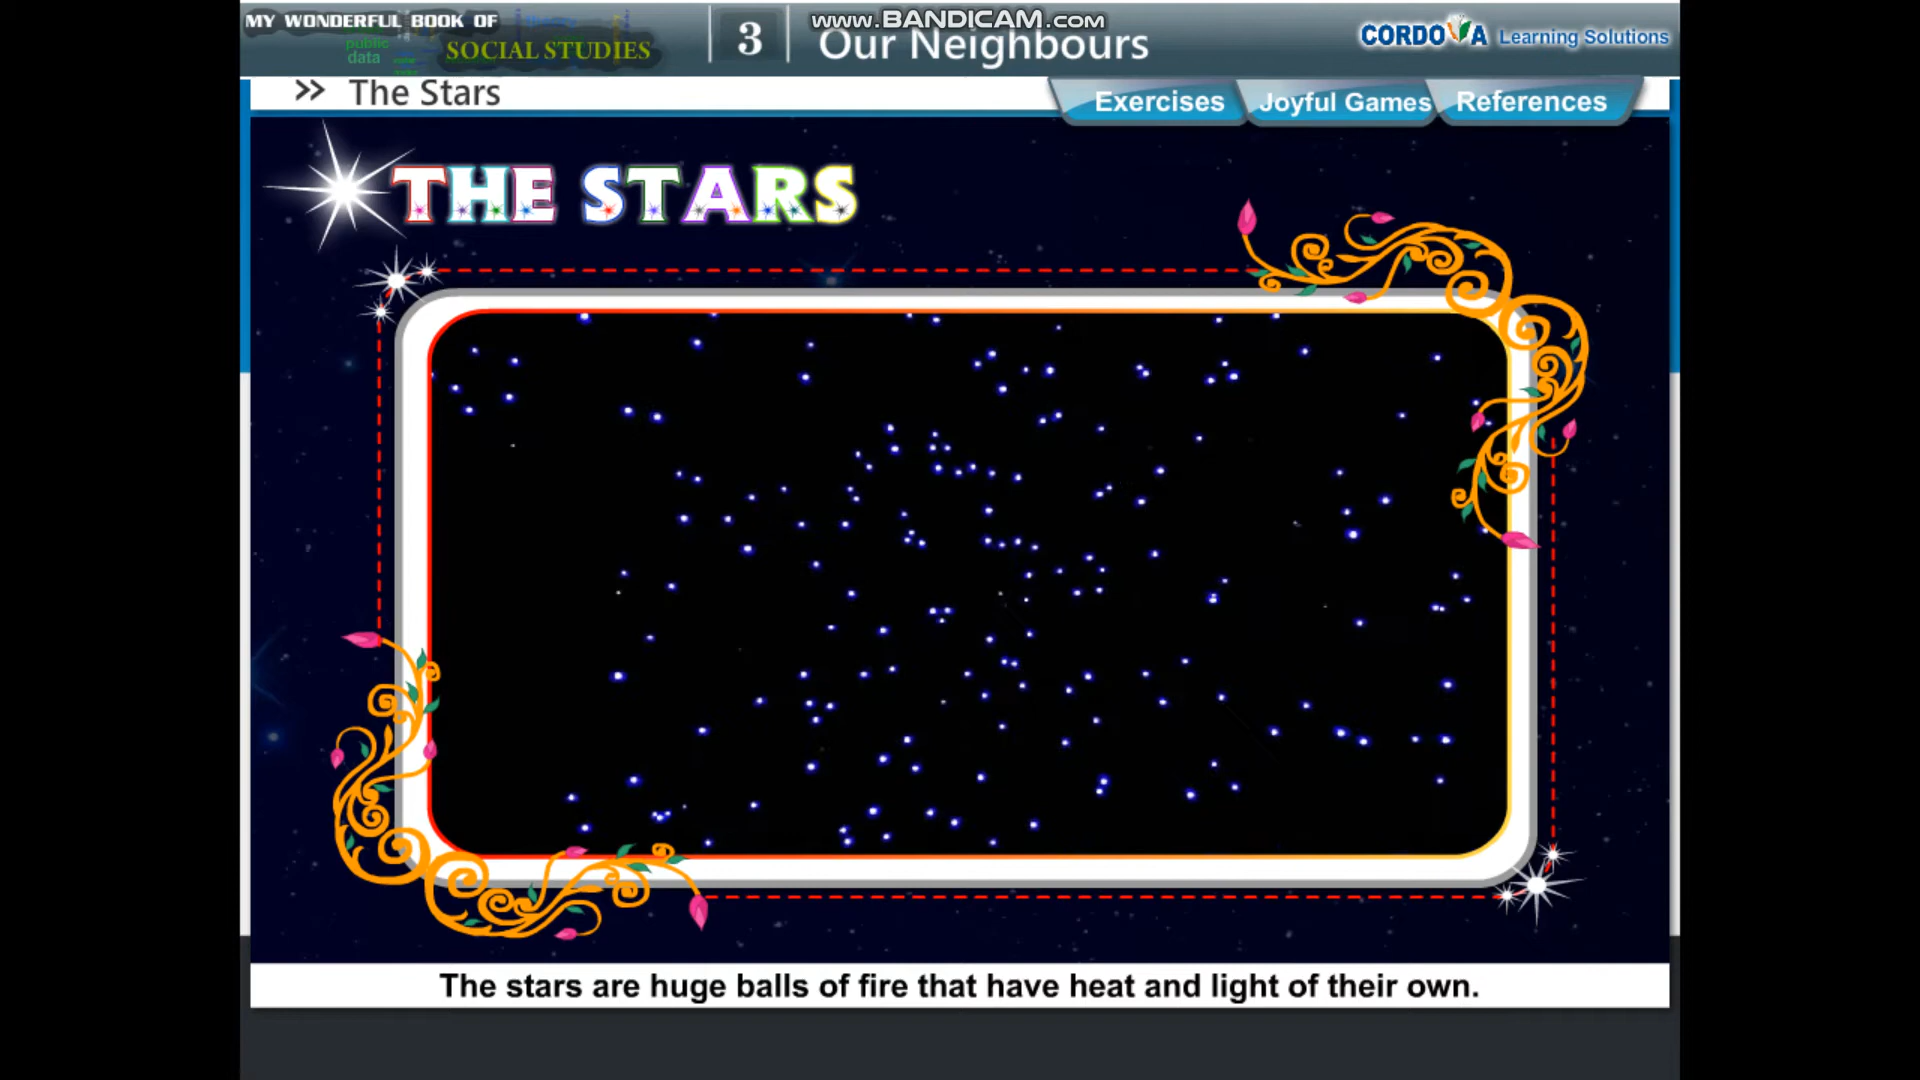 MY WONDERFUL BOOK OF
public
data
SOCIAL STUDIES
3
www.BANDICAM.com
Our Neighbours
CORDOVA Learning Solutions
>> The Stars
Exercises
Joyful Games
References
THE STARS
The stars are huge balls of fire that have heat and light of their own.